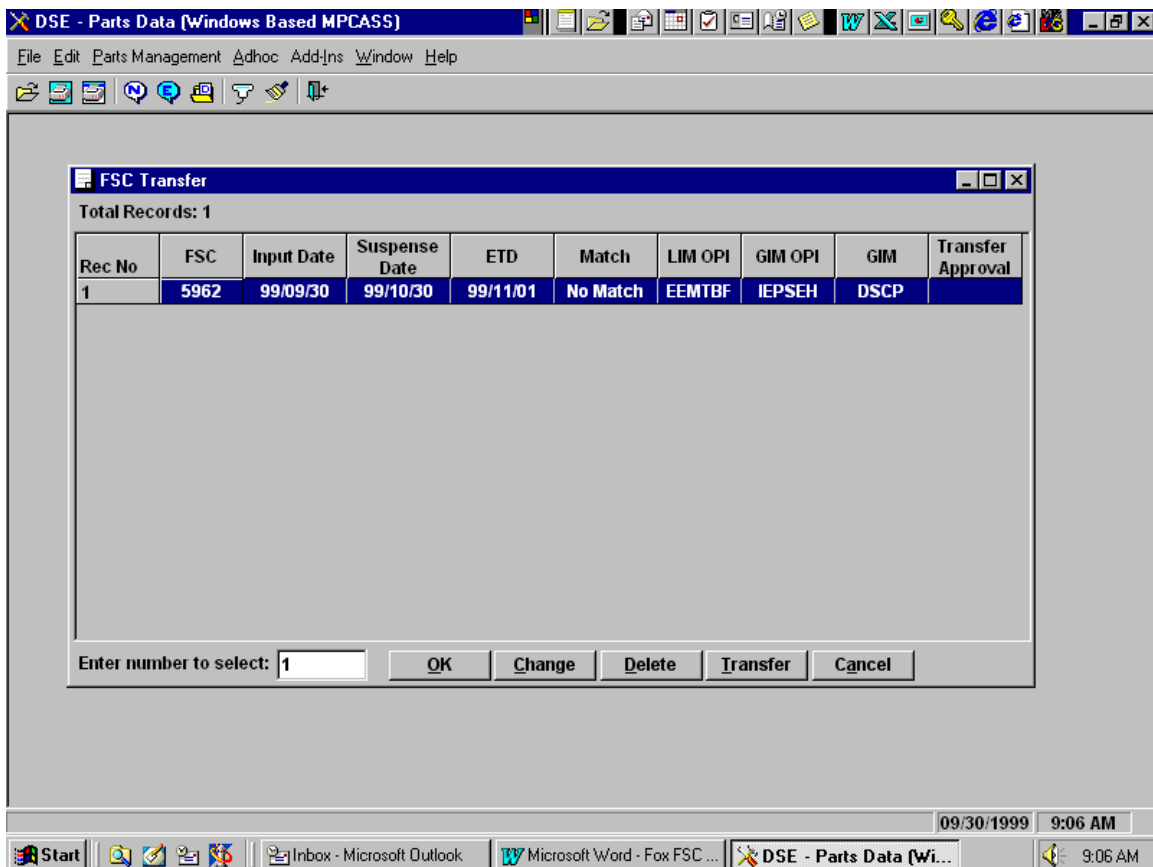 DSE - Parts Data (Windows Based MPCASS)
File Edit Parts Management Adhoc Add-Ins Window Help
FSC Transfer
Total Records: 1
Rec No FSC Input Date Suspense Date ETD Match LIM OPI GIM OPI GIM Transfer Approval
1 5962 99/09/30 99/10/30 99/11/01 No Match EEMTBF IEPSEH DSCP
Enter number to select: 1 OK Change Delete Transfer Cancel
09/30/1999 9:06 AM
Start Inbox - Microsoft Outlook Microsoft Word - Fox FSC ... DSE - Parts Data (Wi... 9:06 AM